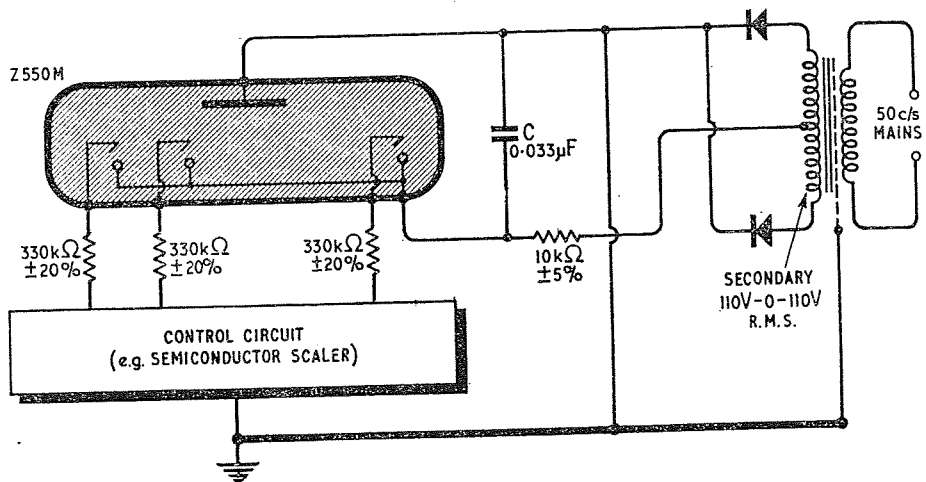 Z550M
C
0·033µF
50c/s
MAINS
330kΩ
±20%
330kΩ
±20%
330kΩ
±20%
10kΩ
±5%
SECONDARY
110V-0-110V
R.M.S.
CONTROL CIRCUIT
(e.g. SEMICONDUCTOR SCALER)